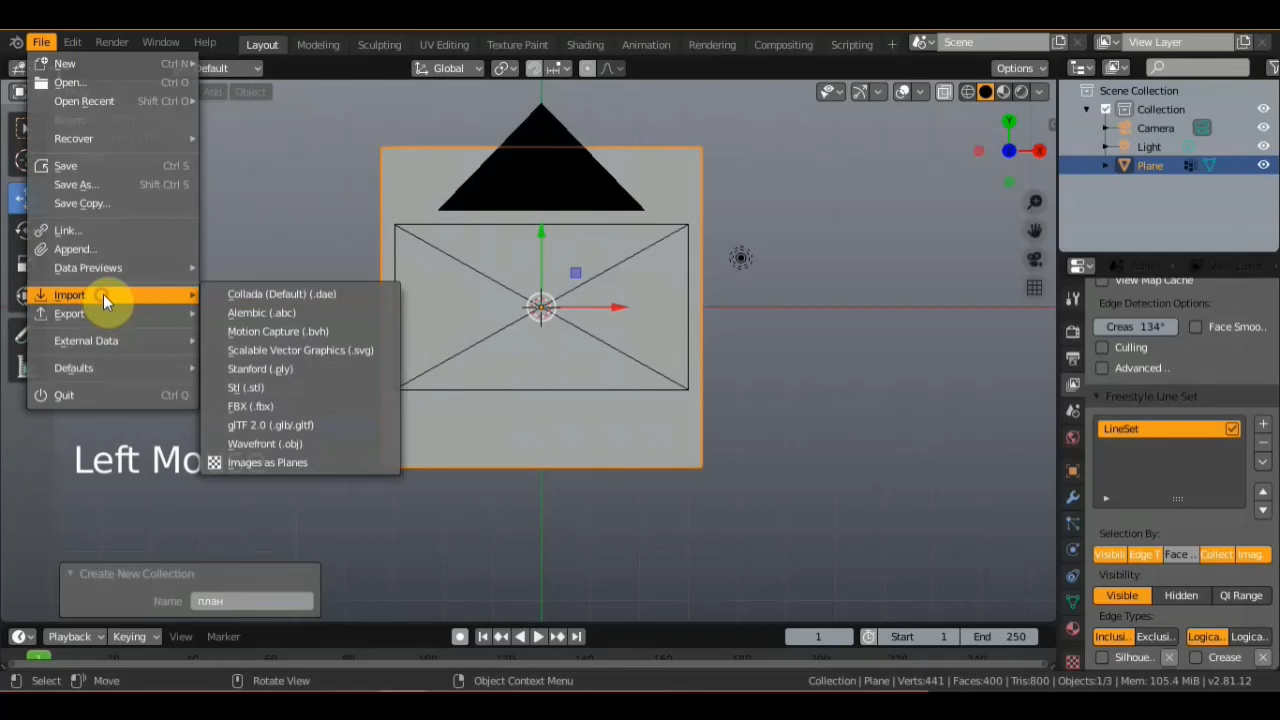 File Edit Render Window Help Layout Modeling Sculpting UV Editing Texture Paint Shading Animation Rendering Compositing Scripting + Scene View Layer
Default Global Options
Add Object
New Ctrl N
Open... Ctrl O
Open Recent Shift Ctrl O
Revert
Recover
Save Ctrl S
Save As... Shift Ctrl S
Save Copy...
Link...
Append...
Data Previews
Import
Export
External Data
Defaults
Quit Ctrl Q
Collada (Default) (.dae)
Alembic (.abc)
Motion Capture (.bvh)
Scalable Vector Graphics (.svg)
Stanford (.ply)
Stl (.stl)
FBX (.fbx)
glTF 2.0 (.glb/.gltf)
Wavefront (.obj)
Images as Planes
Left Mo
Y
Z
X
Scene Collection
Collection
Camera
Light
Plane
View Map Cache
Edge Detection Options:
Creas 134° Face Smoo..
Culling
Advanced ..
Freestyle Line Set
LineSet
Selection By:
Visibili Edge T Face .. Collect Imag..
Visibility:
Visible Hidden QI Range
Edge Types:
Inclusi.. Exclusi.. Logica.. Logica..
Silhoue.. Crease
Create New Collection
Name план
Playback Keying View Marker 1 Start 1 End 250
Select Move Rotate View Object Context Menu Collection | Plane | Verts:441 | Faces:400 | Tris:800 | Objects:1/3 | Mem: 105.4 MiB | v2.81.12